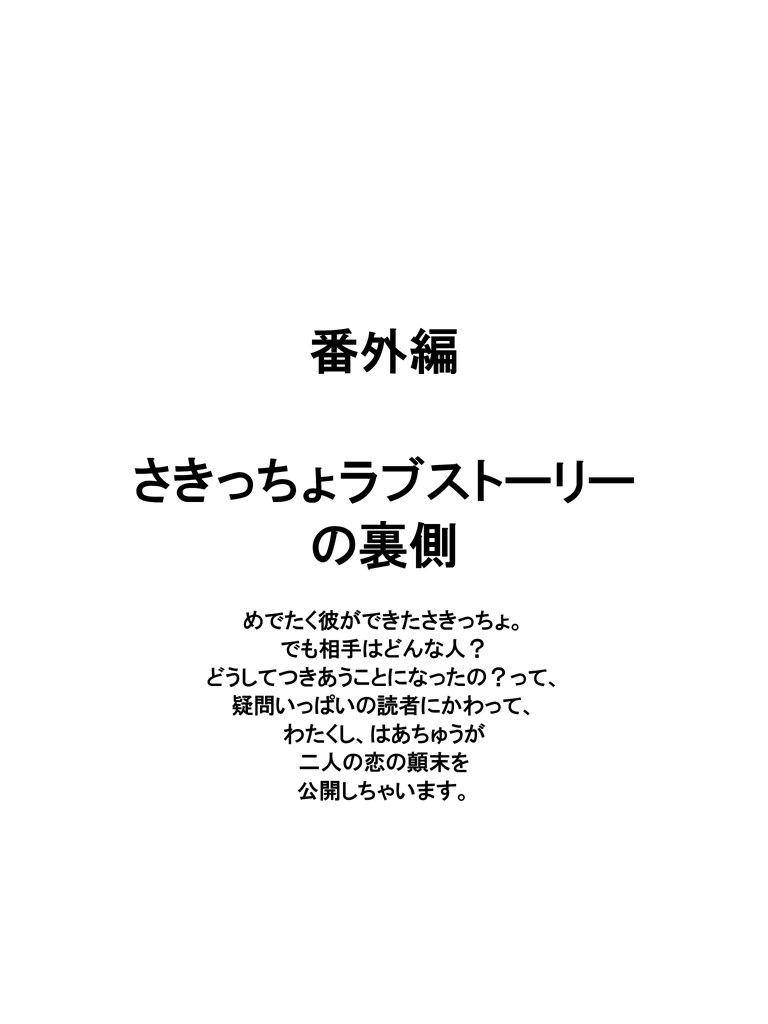 番外編
さきっちょラブストーリー
の裏側
めでたく彼ができたさきっちょ。
でも相手はどんな人？
どうしてつきあうことになったの？って、
疑問いっぱいの読者にかわって、
わたくし、はあちゅうが
二人の恋の顛末を
公開しちゃいます。